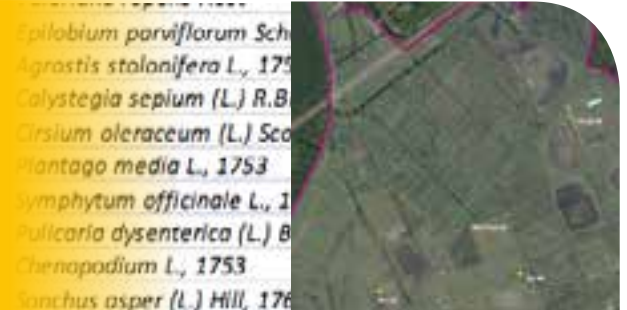 Epilobium parviflorum Sch
Agrostis stolonifera L., 175
Calystegia sepium (L.) R.B
Cirsium oleraceum (L.) Sco
Plantago media L., 1753
Symphytum officinale L., 1
Pulicaria dysenterica (L.) B
Chenopodium L., 1753
Sonchus asper (L.) Hill, 176